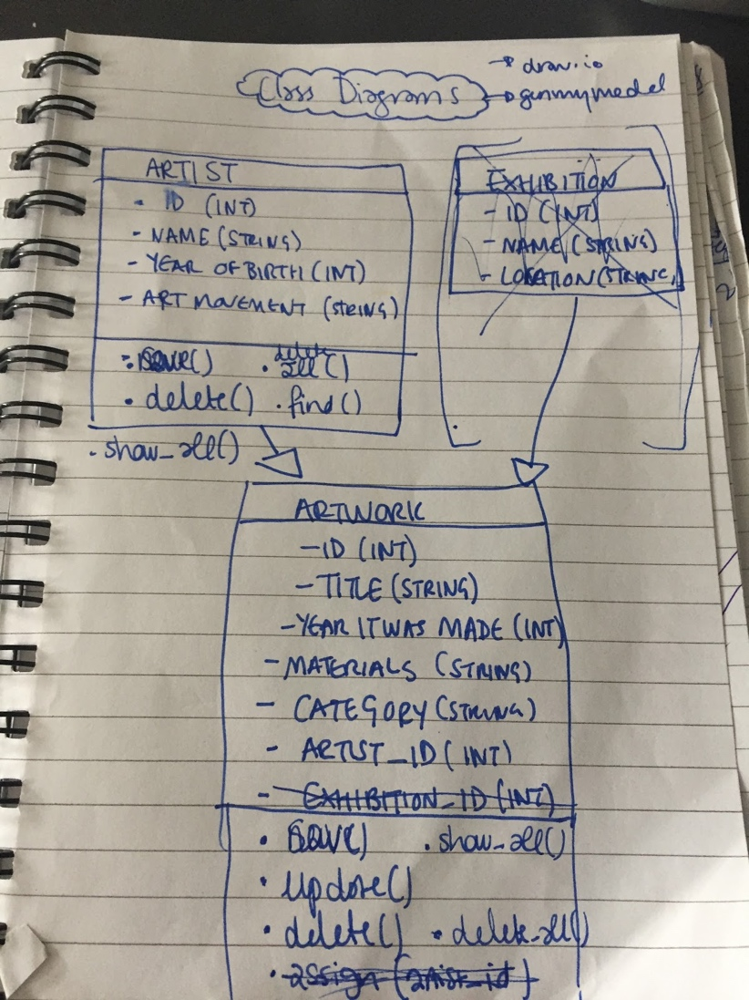 Class Diagrams
→ draw.io
→ genmymodel
ARTIST
- ID (INT)
- NAME (STRING)
- YEAR OF BIRTH (INT)
- ART MOVEMENT (STRING)
· save() · delete_all()
· delete() · find()
· show_all()
EXHIBITION
- ID (INT)
- NAME (STRING)
- LOCATION (STRING)
ARTWORK
- ID (INT)
- TITLE (STRING)
- YEAR IT WAS MADE (INT)
- MATERIALS (STRING)
- CATEGORY (STRING)
- ARTIST_ID (INT)
- EXHIBITION_ID (INT)
· save() · show_all()
· update()
· delete() · delete_all()
· assign (artist_id)